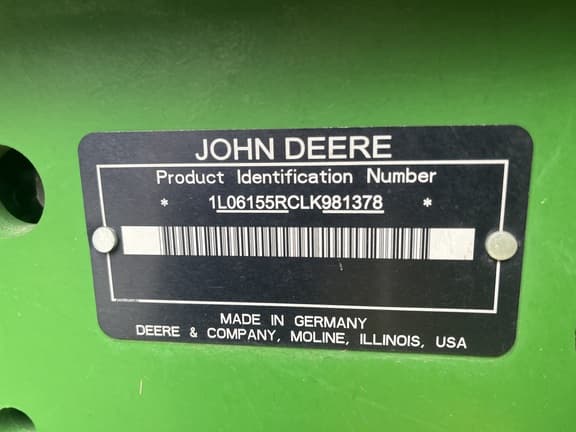 JOHN DEERE
Product Identification Number
* 1L06155RCLK981378 *
MADE IN GERMANY
DEERE & COMPANY, MOLINE, ILLINOIS, USA